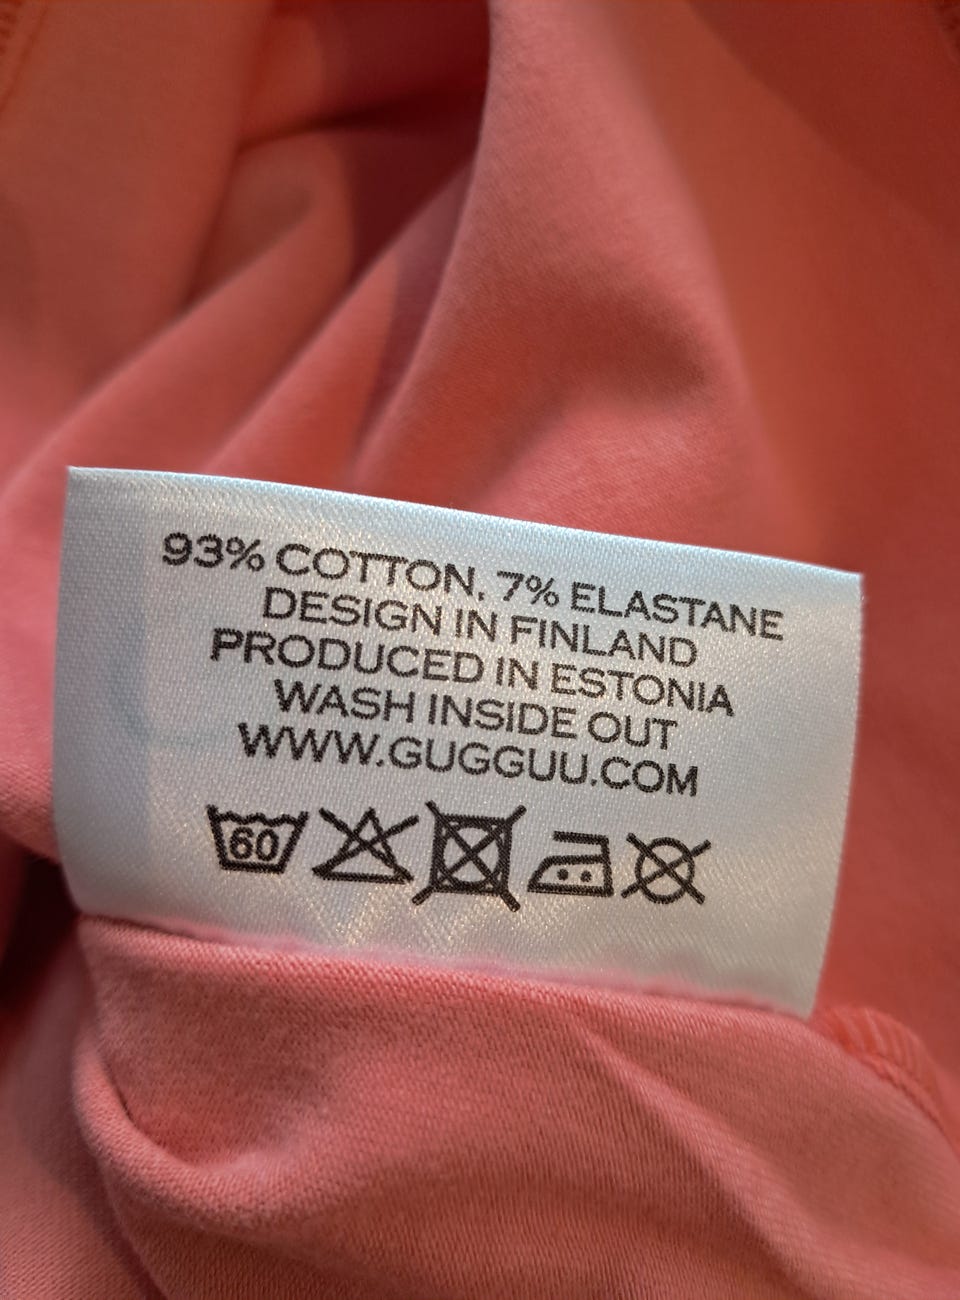 93% COTTON, 7% ELASTANE
DESIGN IN FINLAND
PRODUCED IN ESTONIA
WASH INSIDE OUT
WWW.GUGGUU.COM
60